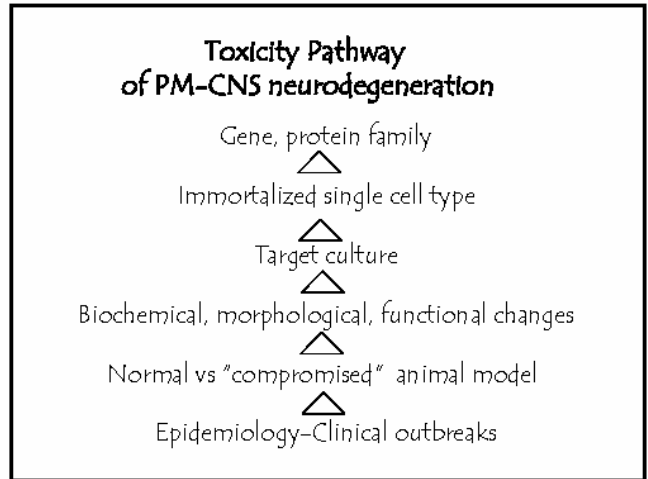 Toxicity Pathway
of PM-CNS neurodegeneration
Gene, protein family
Immortalized single cell type
Target culture
Biochemical, morphological, functional changes
Normal vs "compromised" animal model
Epidemiology-Clinical outbreaks